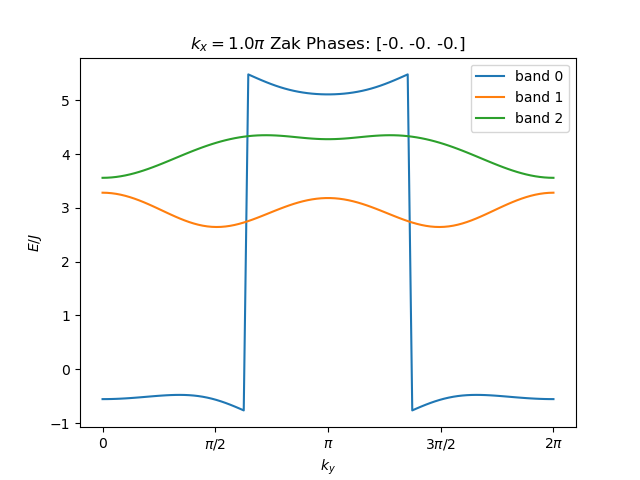 $k_x = 1.0\pi$ Zak Phases: [-0. -0. -0.]
band 0
band 1
band 2
E/J
5
4
3
2
1
0
−1
0 π/2 π 3π/2 2π
$k_y$